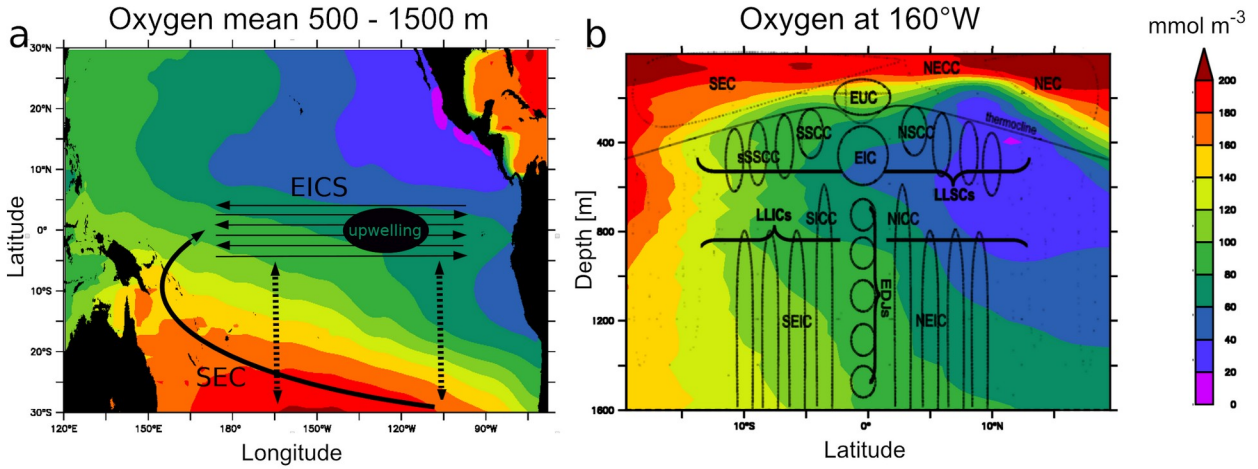 a
Oxygen mean 500 - 1500 m
30°N
20°N
10°N
0°
10°S
20°S
30°S
Latitude
EICS
upwelling
SEC
120°E
150°E
180°W
150°W
120°W
90°W
Longitude
b
Oxygen at 160°W
SEC
NECC
NEC
EUC
thermocline
SSCC
NSCC
sSSCC
EIC
LLSCs
LLICs
SICC
NICC
EDJs
SEIC
NEIC
400
800
1200
1600
Depth [m]
10°S
0°
10°N
Latitude
mmol m⁻³
200
180
160
140
120
100
80
60
40
20
0